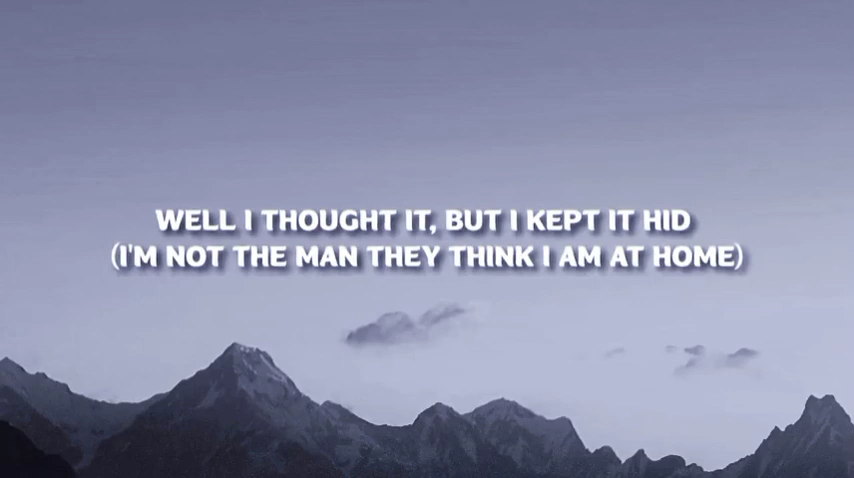 WELL I THOUGHT IT, BUT I KEPT IT HID
(I'M NOT THE MAN THEY THINK I AM AT HOME)